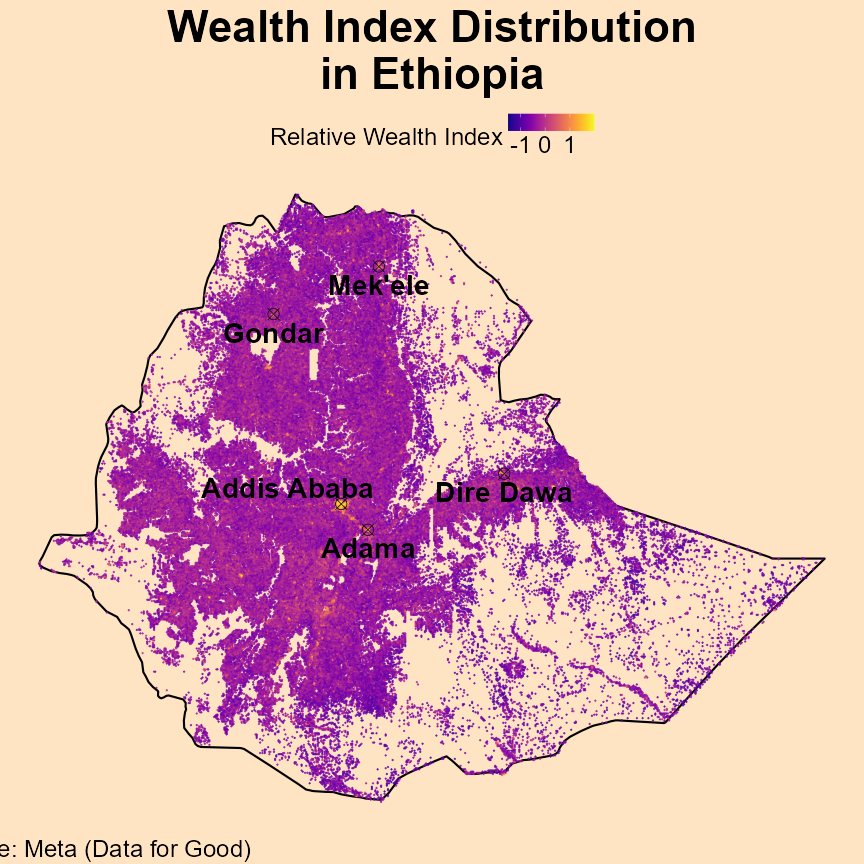 Wealth Index Distribution
in Ethiopia
Relative Wealth Index
-1 0 1
Mek'ele
Gondar
Addis Ababa
Dire Dawa
Adama
e: Meta (Data for Good)